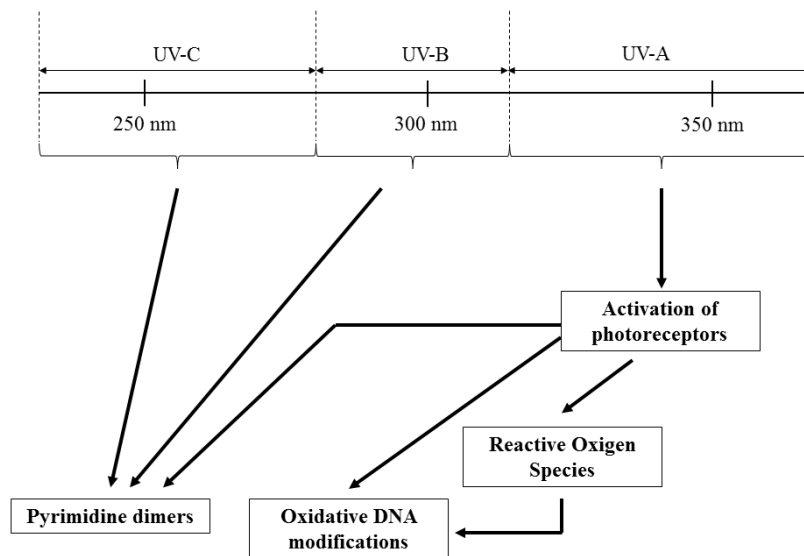 UV-C
UV-B
UV-A
250 nm
300 nm
350 nm
Activation of
photoreceptors
Reactive Oxigen
Species
Pyrimidine dimers
Oxidative DNA
modifications